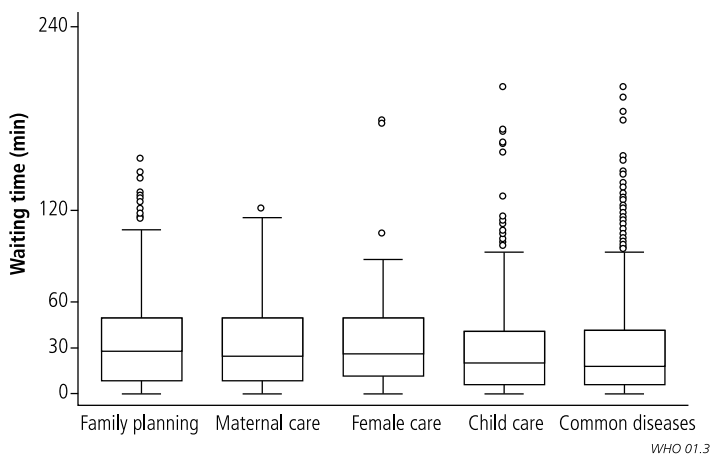 240
Waiting time (min)
120
60
30
0
Family planning Maternal care Female care Child care Common diseases
WHO 01.3